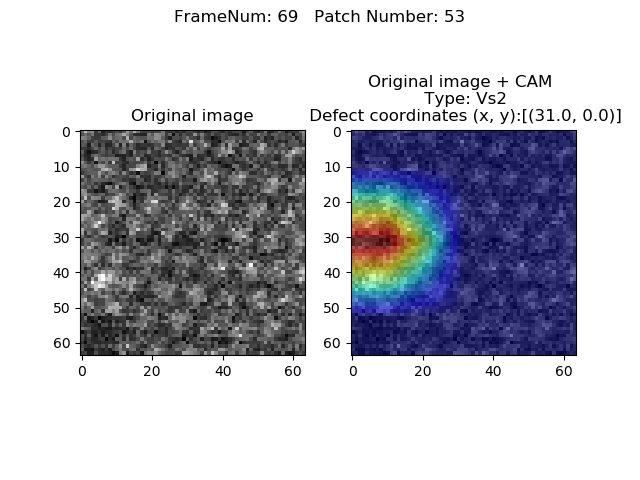 FrameNum: 69   Patch Number: 53
Original image
Original image + CAM
Type: Vs2
Defect coordinates (x, y):[(31.0, 0.0)]
0
10
20
30
40
50
60
0 20 40 60
0
10
20
30
40
50
60
0 20 40 60